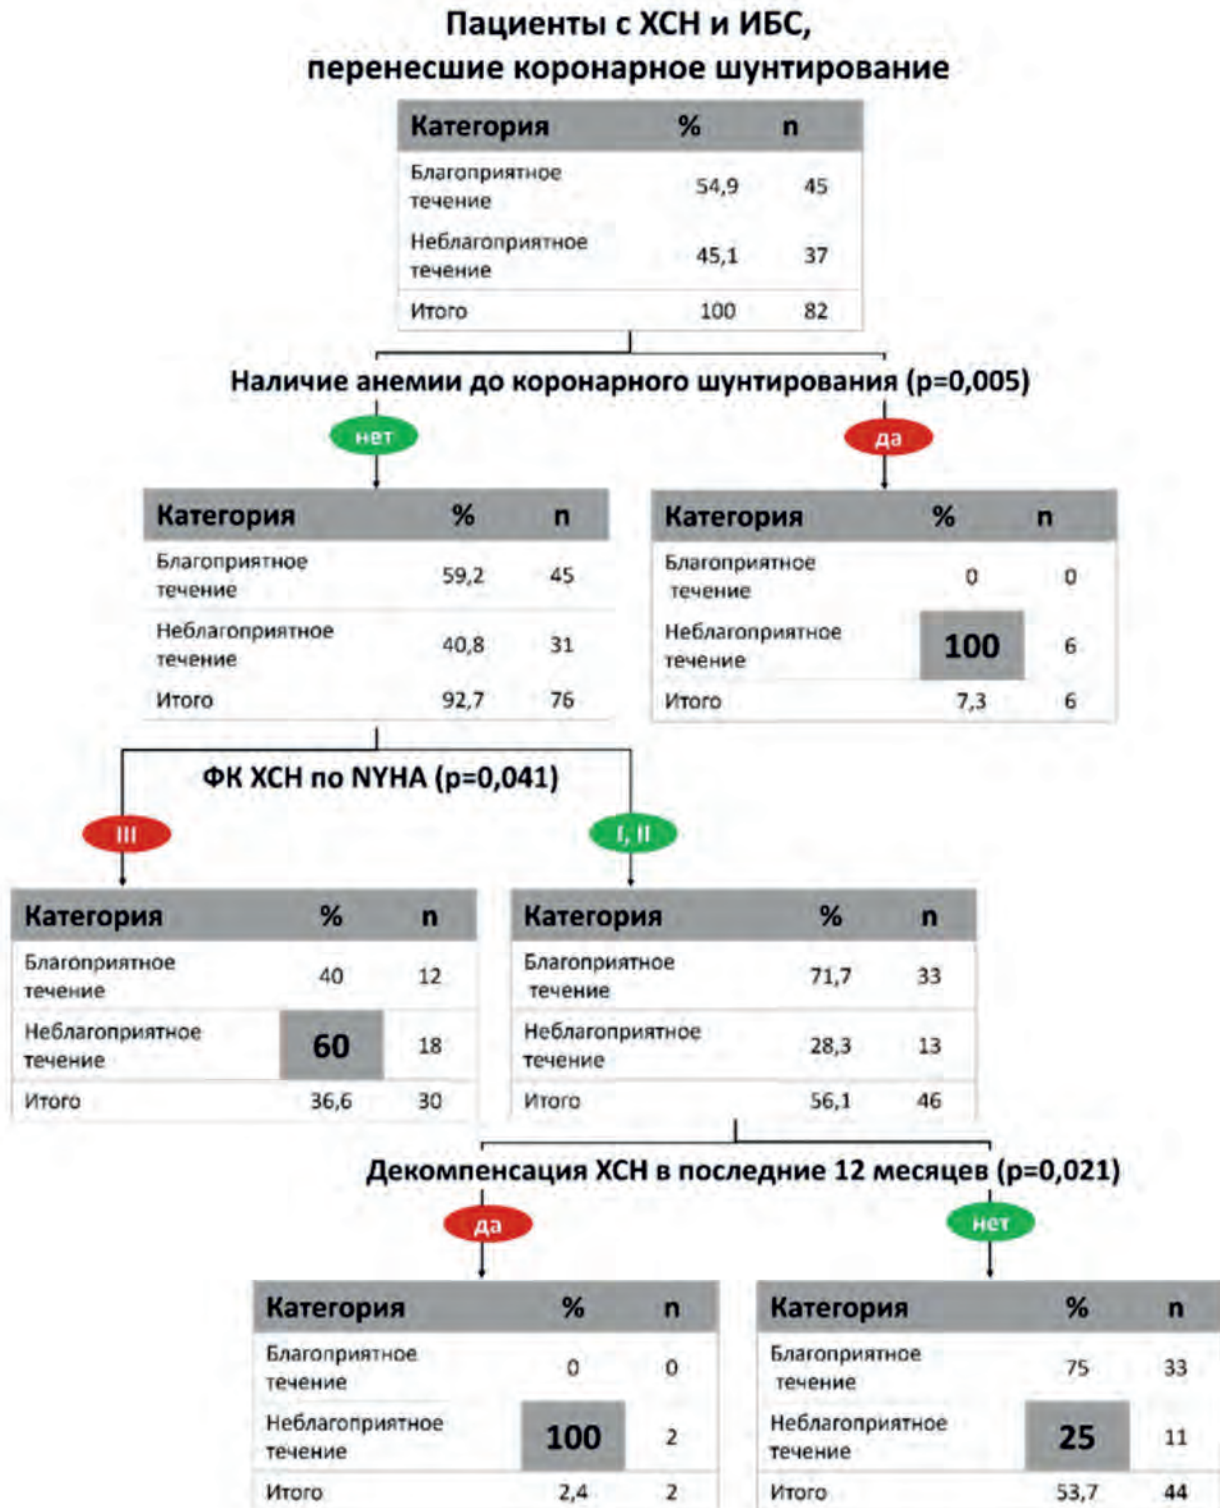 Пациенты с ХСН и ИБС,
перенесшие коронарное шунтирование
Категория % n
Благоприятное
течение 54,9 45
Неблагоприятное
течение 45,1 37
Итого 100 82
Наличие анемии до коронарного шунтирования (p=0,005)
нет
да
Категория % n
Благоприятное
течение 59,2 45
Неблагоприятное
течение 40,8 31
Итого 92,7 76
Категория % n
Благоприятное
течение 0 0
Неблагоприятное
течение 100 6
Итого 7,3 6
ФК ХСН по NYHA (p=0,041)
III
I, II
Категория % n
Благоприятное
течение 40 12
Неблагоприятное
течение 60 18
Итого 36,6 30
Категория % n
Благоприятное
течение 71,7 33
Неблагоприятное
течение 28,3 13
Итого 56,1 46
Декомпенсация ХСН в последние 12 месяцев (p=0,021)
да
нет
Категория % n
Благоприятное
течение 0 0
Неблагоприятное
течение 100 2
Итого 2,4 2
Категория % n
Благоприятное
течение 75 33
Неблагоприятное
течение 25 11
Итого 53,7 44